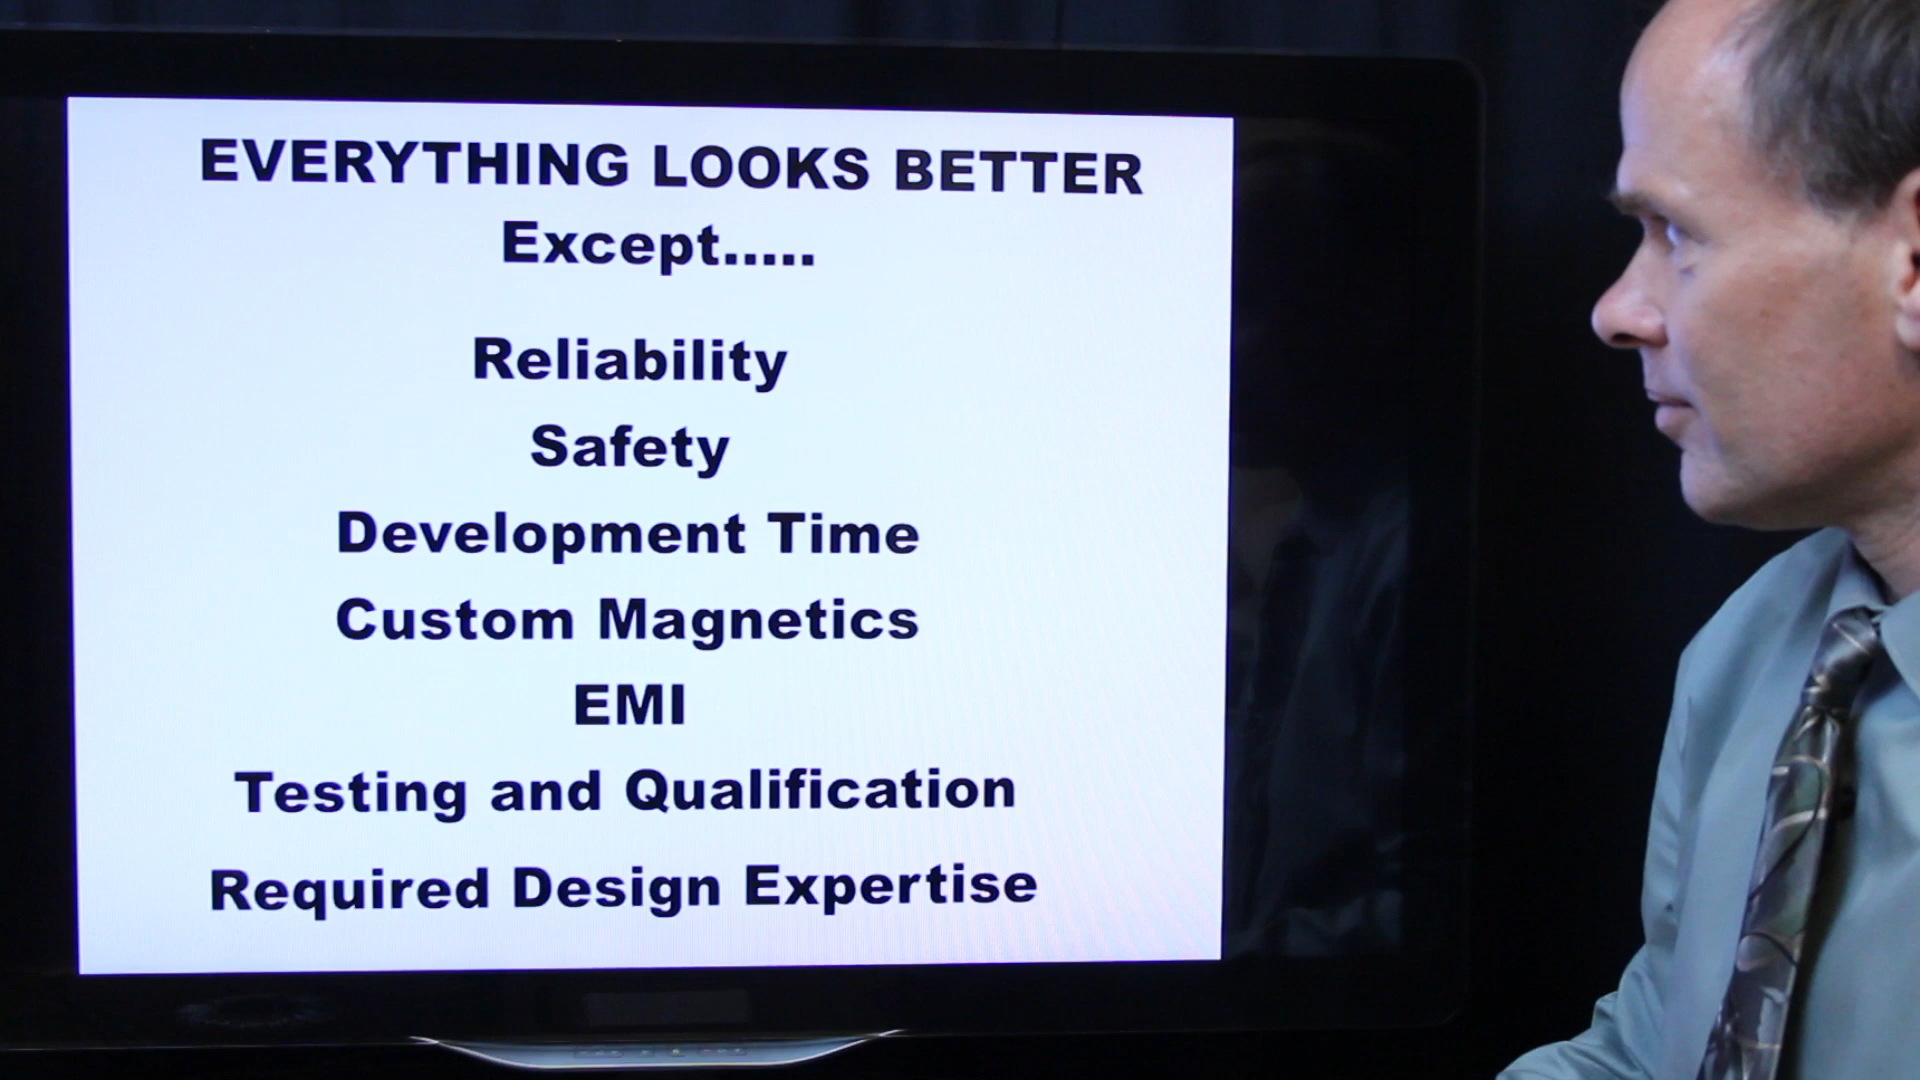 EVERYTHING LOOKS BETTER
Except.....
Reliability
Safety
Development Time
Custom Magnetics
EMI
Testing and Qualification
Required Design Expertise